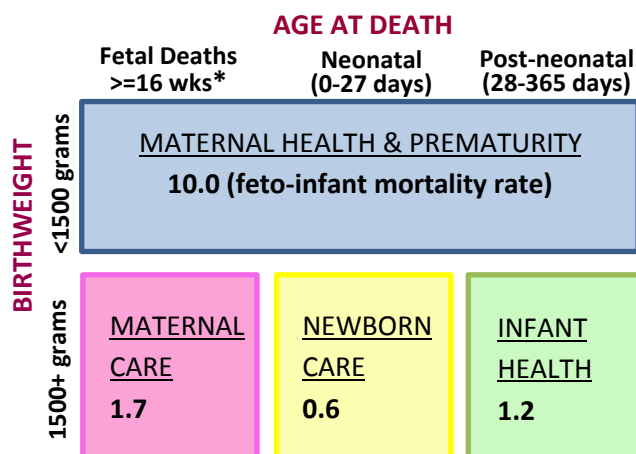 AGE AT DEATH
Fetal Deaths
>=16 wks*
Neonatal
(0-27 days)
Post-neonatal
(28-365 days)
BIRTHWEIGHT
<1500 grams
MATERNAL HEALTH & PREMATURITY
10.0 (feto-infant mortality rate)
1500+ grams
MATERNAL
CARE
1.7
NEWBORN
CARE
0.6
INFANT
HEALTH
1.2